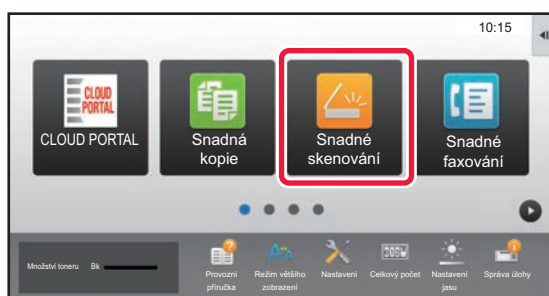 10:15
CLOUD
PORTAL
CLOUD PORTAL
Snadná
kopie
Snadné
skenování
Snadné
faxování
Množství toneru Bk
Provozní
příručka
Režim většího
zobrazení
Nastavení
Celkový počet
Nastavení
jasu
Správa úlohy